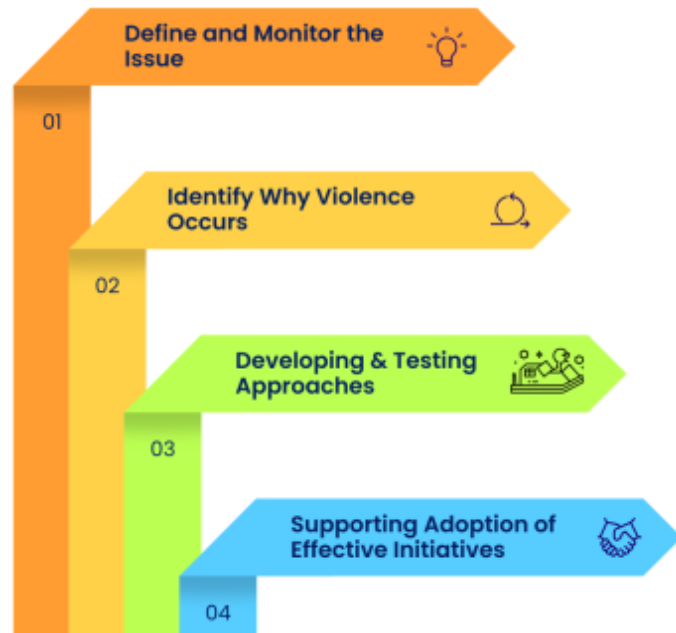 Define and Monitor the
Issue
01
Identify Why Violence
Occurs
02
Developing & Testing
Approaches
03
Supporting Adoption of
Effective Initiatives
04